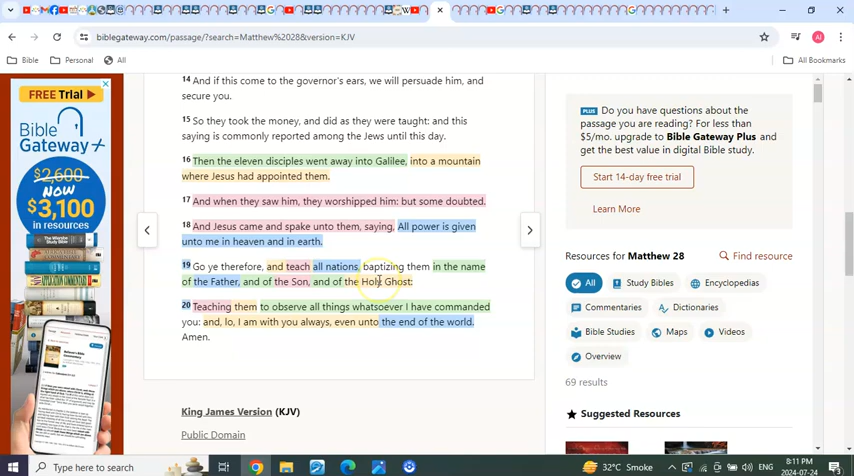 biblegateway.com/passage/?search=Matthew%2028&version=KJV
AI
Bible
Personal
All
All Bookmarks
FREE Trial
BIBLE
GATEWAY+
$2,600
NOW
$3,100
in resources
14 And if this come to the governor's ears, we will persuade him, and
secure you.
15 So they took the money, and did as they were taught: and this
saying is commonly reported among the Jews until this day.
16 Then the eleven disciples went away into Galilee, into a mountain
where Jesus had appointed them.
17 And when they saw him, they worshipped him: but some doubted.
18 And Jesus came and spake unto them, saying, All power is given
unto me in heaven and in earth.
19 Go ye therefore, and teach all nations, baptizing them in the name
of the Father, and of the Son, and of the Holy Ghost:
20 Teaching them to observe all things whatsoever I have commanded
you: and, lo, I am with you always, even unto the end of the world.
Amen.
King James Version (KJV)
Public Domain
PLUS Do you have questions about the
passage you are reading? For less than
$5/mo. upgrade to Bible Gateway Plus and
get the best value in digital Bible study.
Start 14-day free trial
Learn More
Resources for Matthew 28
Find resource
All
Study Bibles
Encyclopedias
Commentaries
Dictionaries
Bible Studies
Maps
Videos
Overview
69 results
Suggested Resources
Type here to search
32°C Smoke
ENG
8:11 PM
2024-07-24